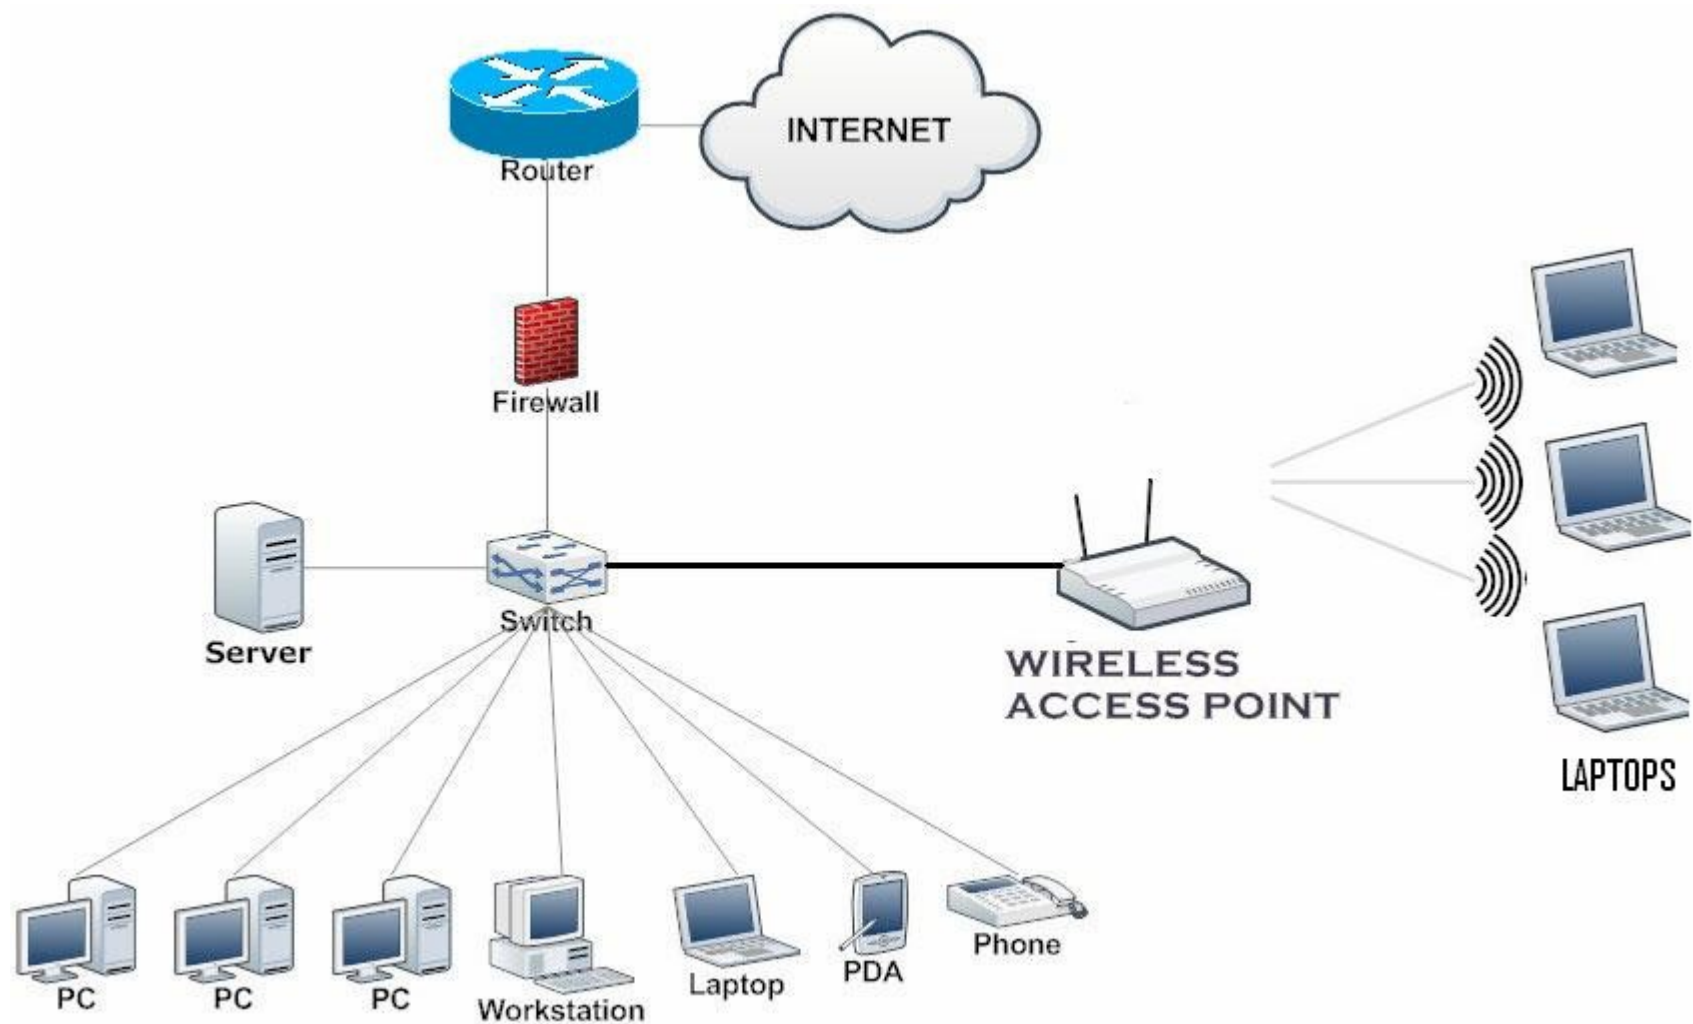 INTERNET
Router
Firewall
Server
Switch
WIRELESS
ACCESS POINT
LAPTOPS
PC
PC
PC
Workstation
Laptop
PDA
Phone